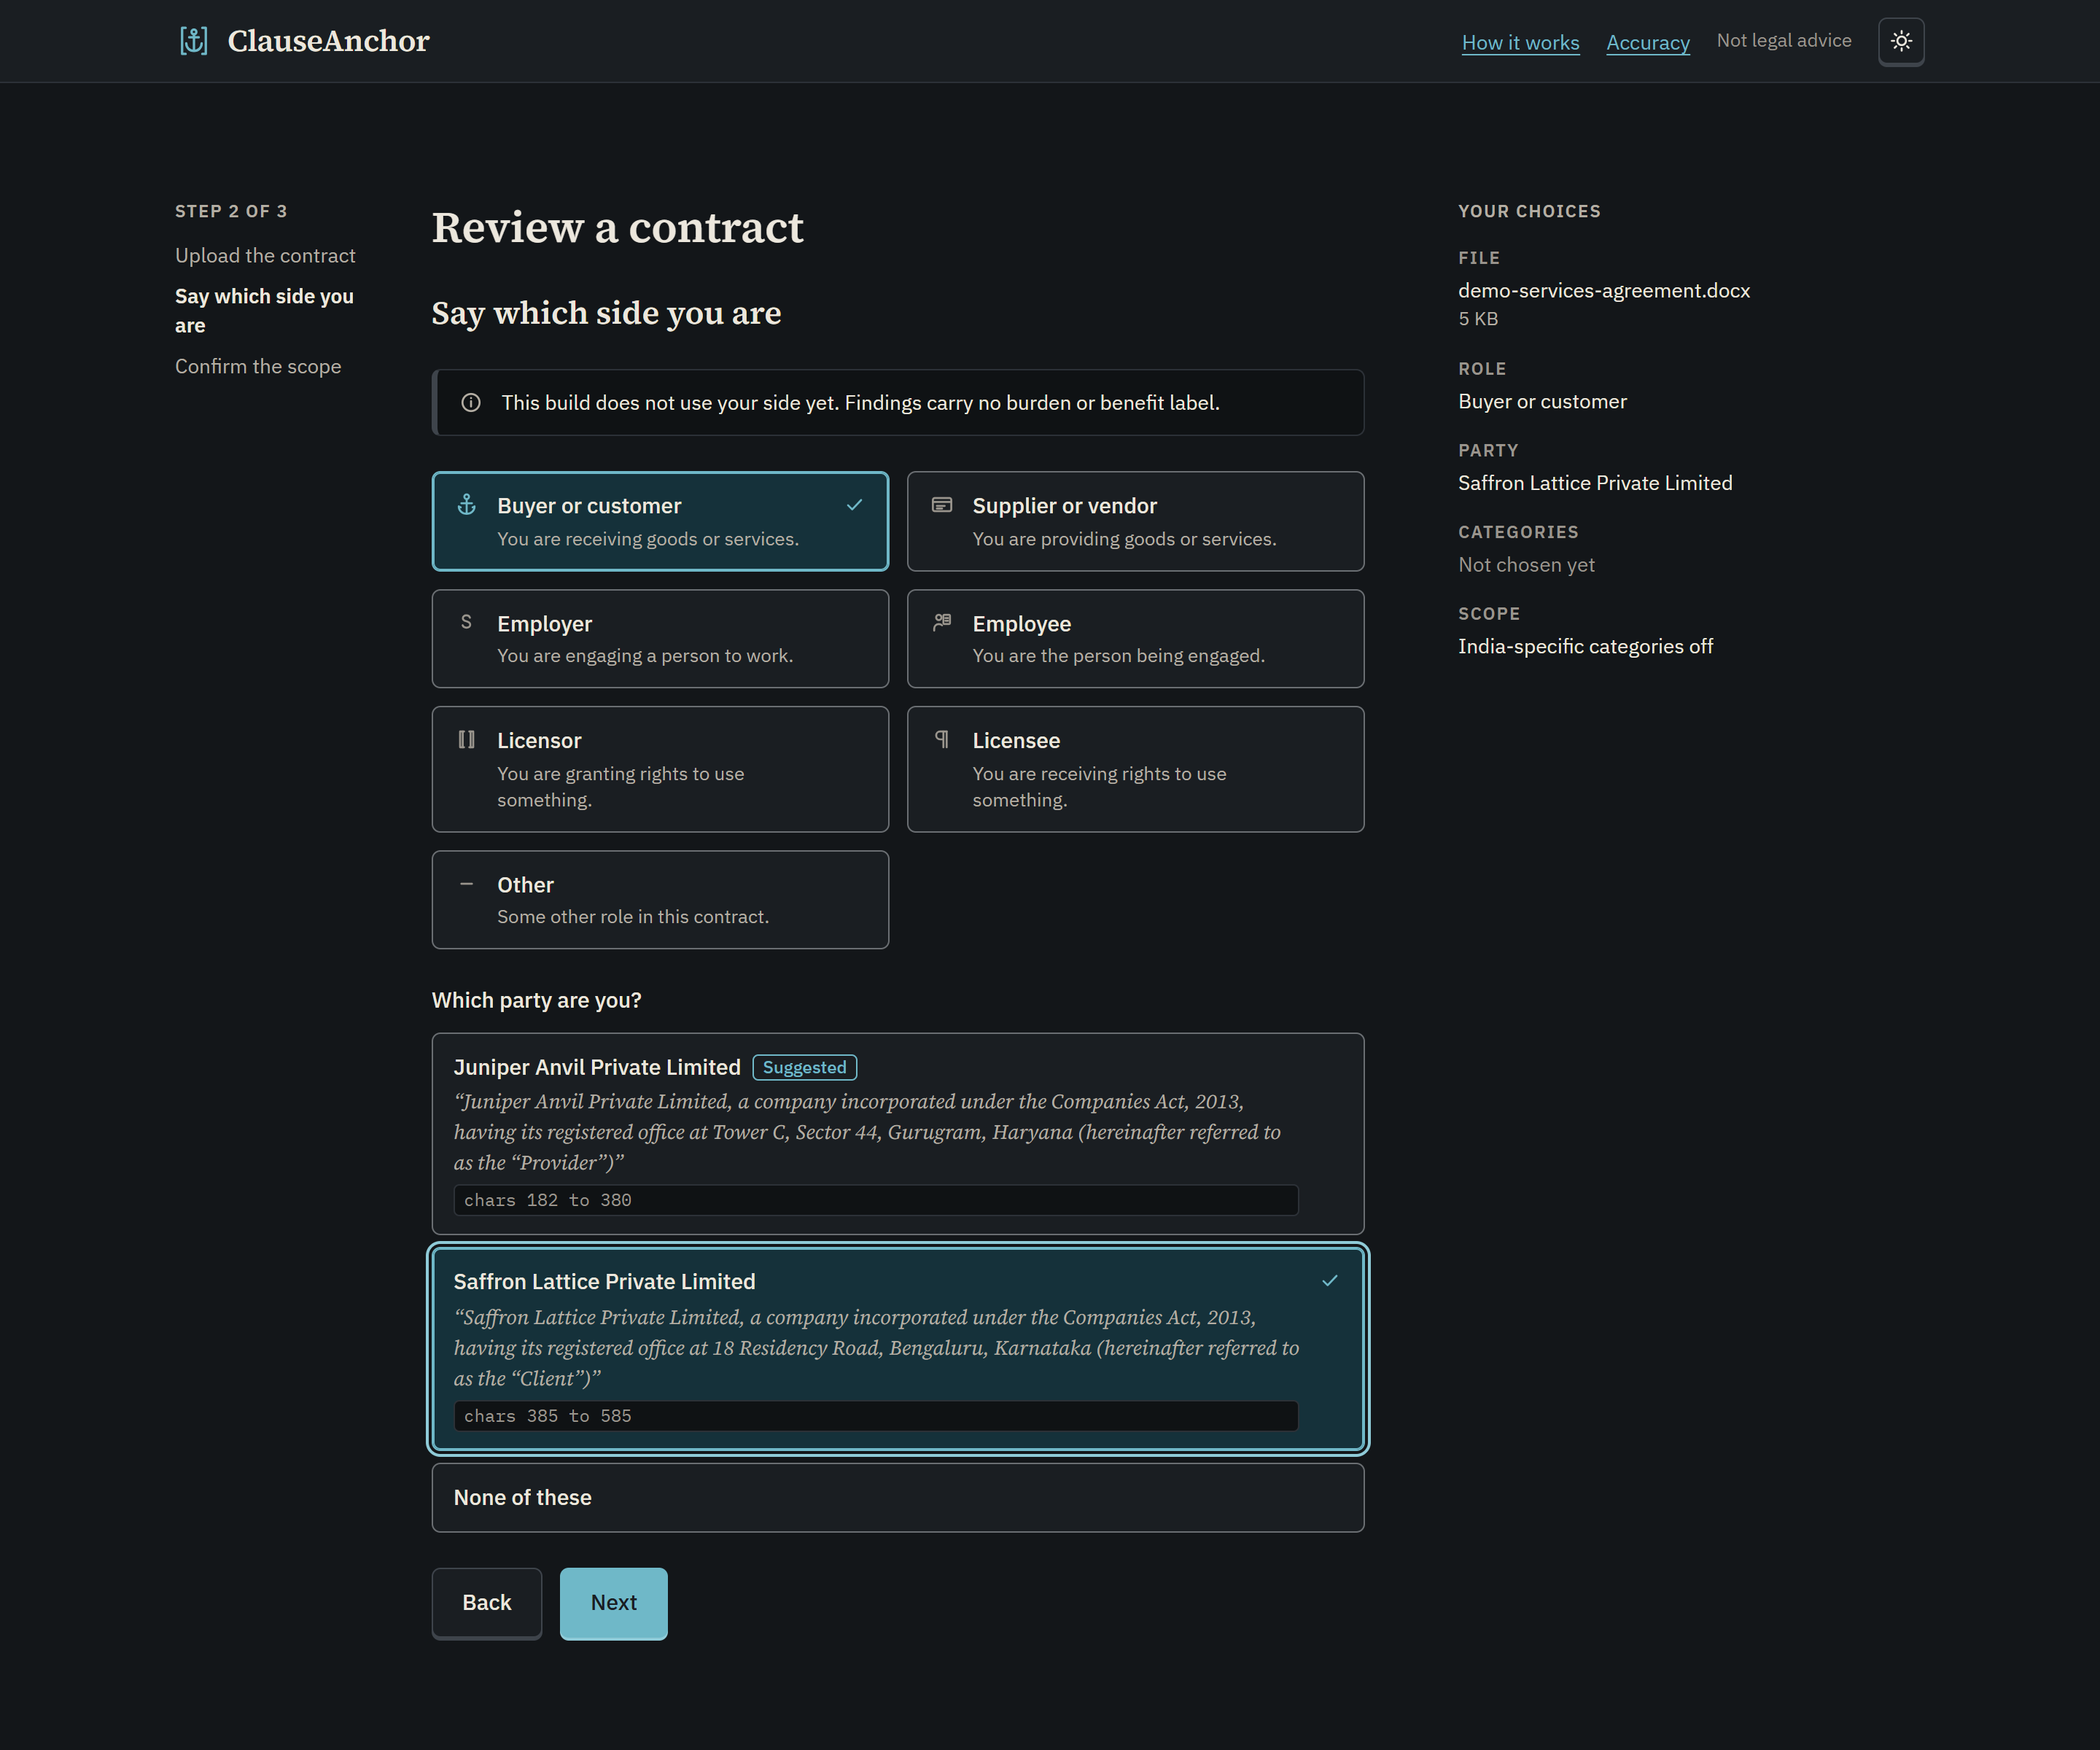 ClauseAnchor
How it works
Accuracy
Not legal advice
STEP 2 OF 3
Upload the contract
Say which side you
are
Confirm the scope
Review a contract
Say which side you are
This build does not use your side yet. Findings carry no burden or benefit label.
Buyer or customer
You are receiving goods or services.
Supplier or vendor
You are providing goods or services.
S
Employer
You are engaging a person to work.
Employee
You are the person being engaged.
Licensor
You are granting rights to use
something.
¶
Licensee
You are receiving rights to use
something.
Other
Some other role in this contract.
Which party are you?
Juniper Anvil Private Limited
Suggested
“Juniper Anvil Private Limited, a company incorporated under the Companies Act, 2013,
having its registered office at Tower C, Sector 44, Gurugram, Haryana (hereinafter referred to
as the “Provider”)”
chars 182 to 380
Saffron Lattice Private Limited
“Saffron Lattice Private Limited, a company incorporated under the Companies Act, 2013,
having its registered office at 18 Residency Road, Bengaluru, Karnataka (hereinafter referred to
as the “Client”)”
chars 385 to 585
None of these
Back
Next
YOUR CHOICES
FILE
demo-services-agreement.docx
5 KB
ROLE
Buyer or customer
PARTY
Saffron Lattice Private Limited
CATEGORIES
Not chosen yet
SCOPE
India-specific categories off